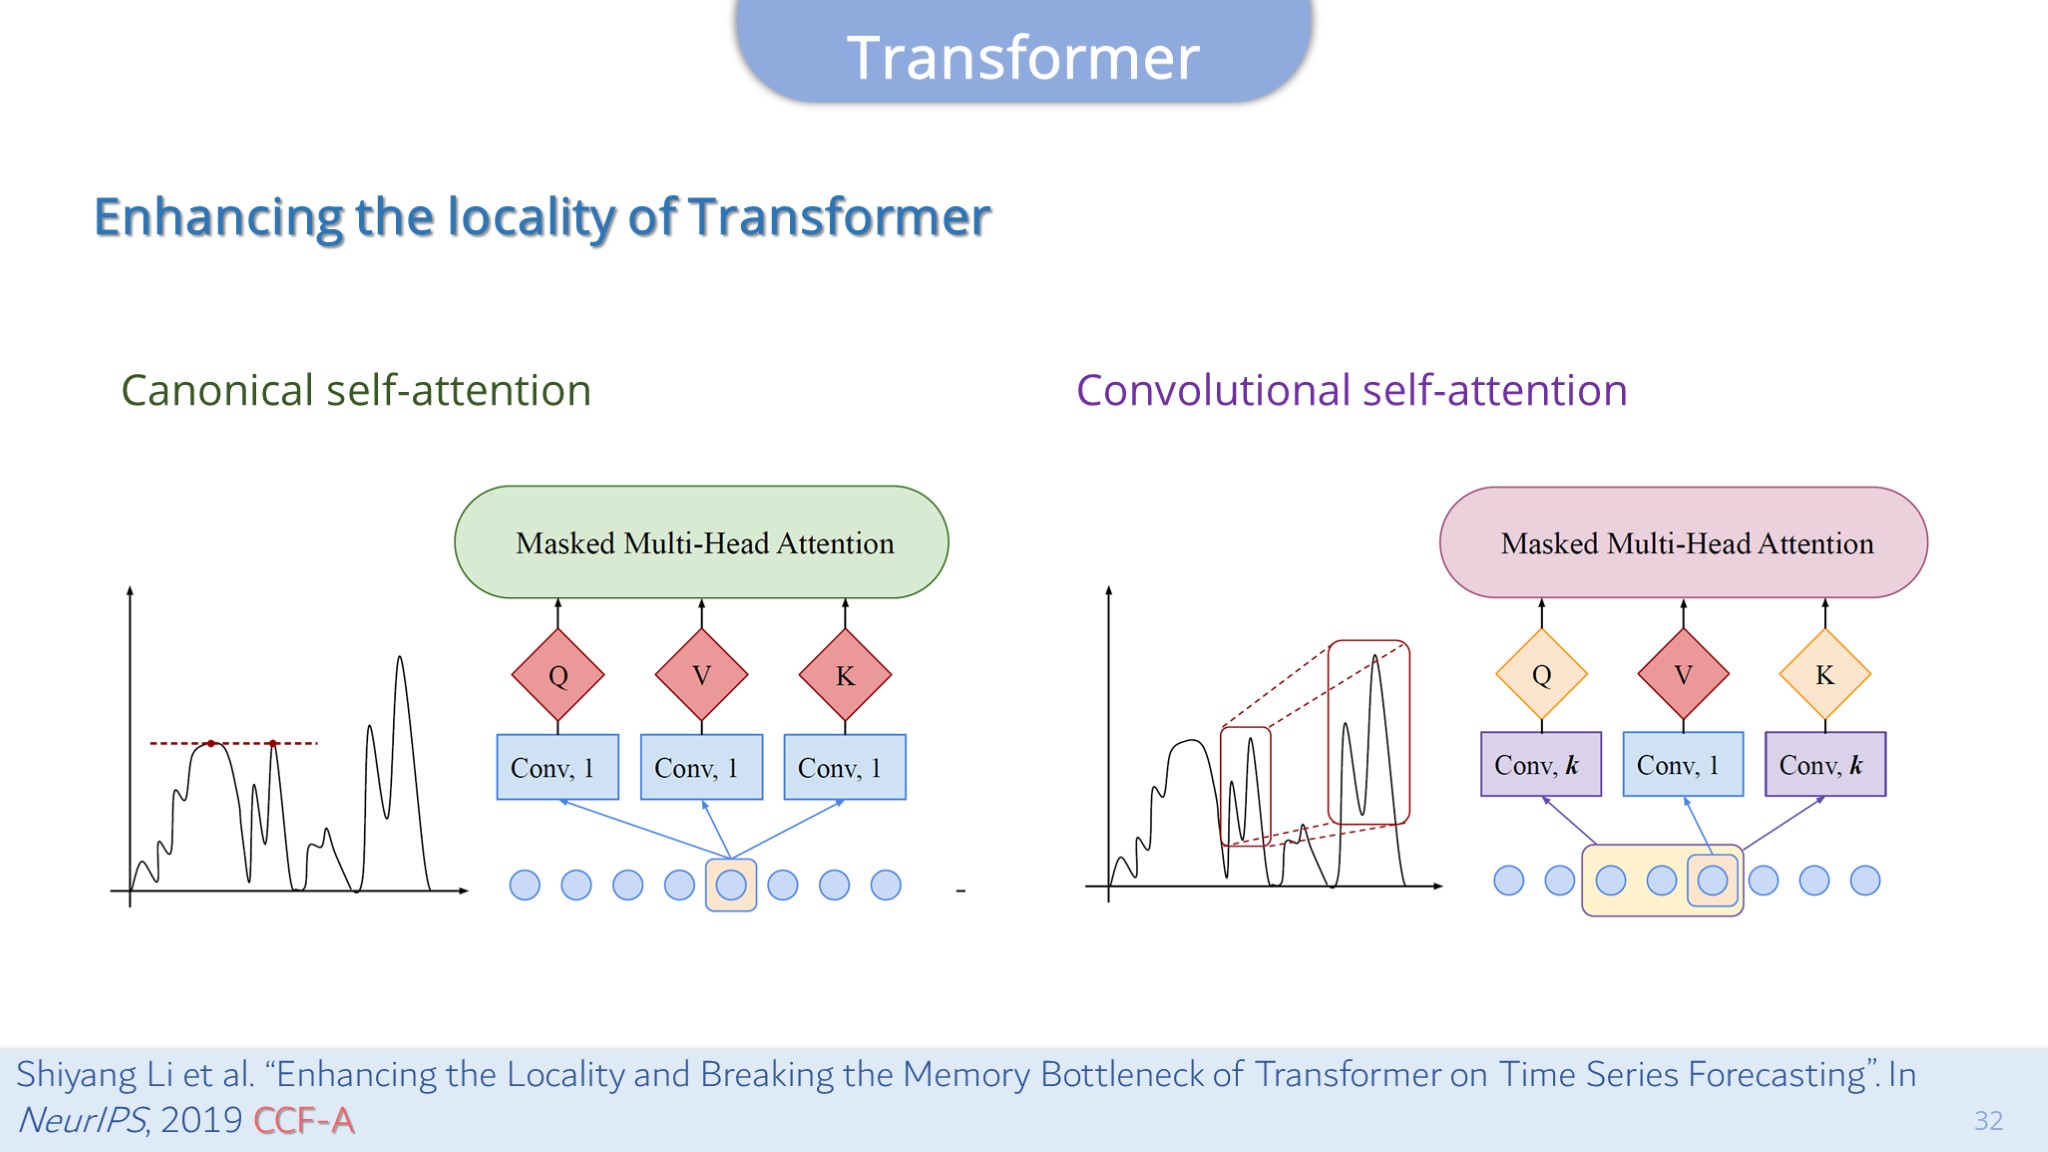 Transformer
Enhancing the locality of Transformer
Canonical self-attention
Masked Multi-Head Attention
Q
V
K
Conv, 1
Conv, 1
Conv, 1
-
Convolutional self-attention
Masked Multi-Head Attention
Q
V
K
Conv, k
Conv, 1
Conv, k
Shiyang Li et al. “Enhancing the Locality and Breaking the Memory Bottleneck of Transformer on Time Series Forecasting”. In
NeurIPS, 2019 CCF-A
32